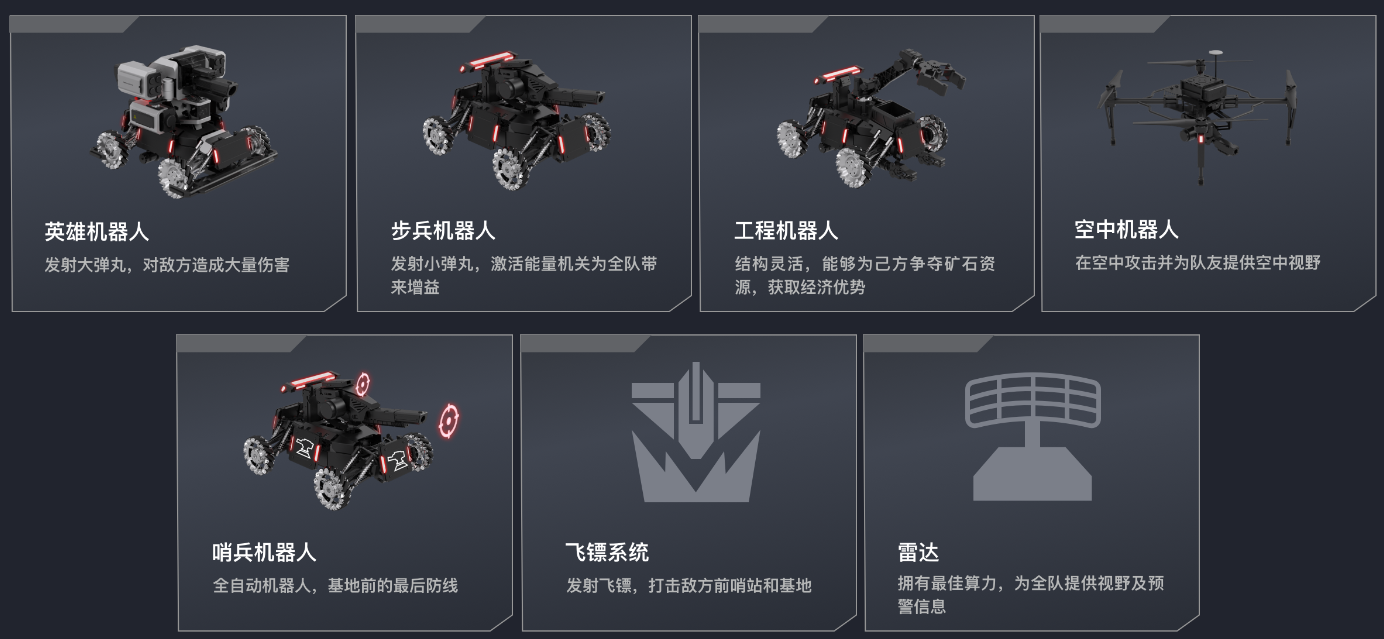 英雄机器人
发射大弹丸，对敌方造成大量伤害
步兵机器人
发射小弹丸，激活能量机关为全队带
来增益
工程机器人
结构灵活，能够为己方争夺矿石资
源，获取经济优势
空中机器人
在空中攻击并为队友提供空中视野
哨兵机器人
全自动机器人，基地前的最后防线
飞镖系统
发射飞镖，打击敌方前哨站和基地
雷达
拥有最佳算力，为全队提供视野及预
警信息